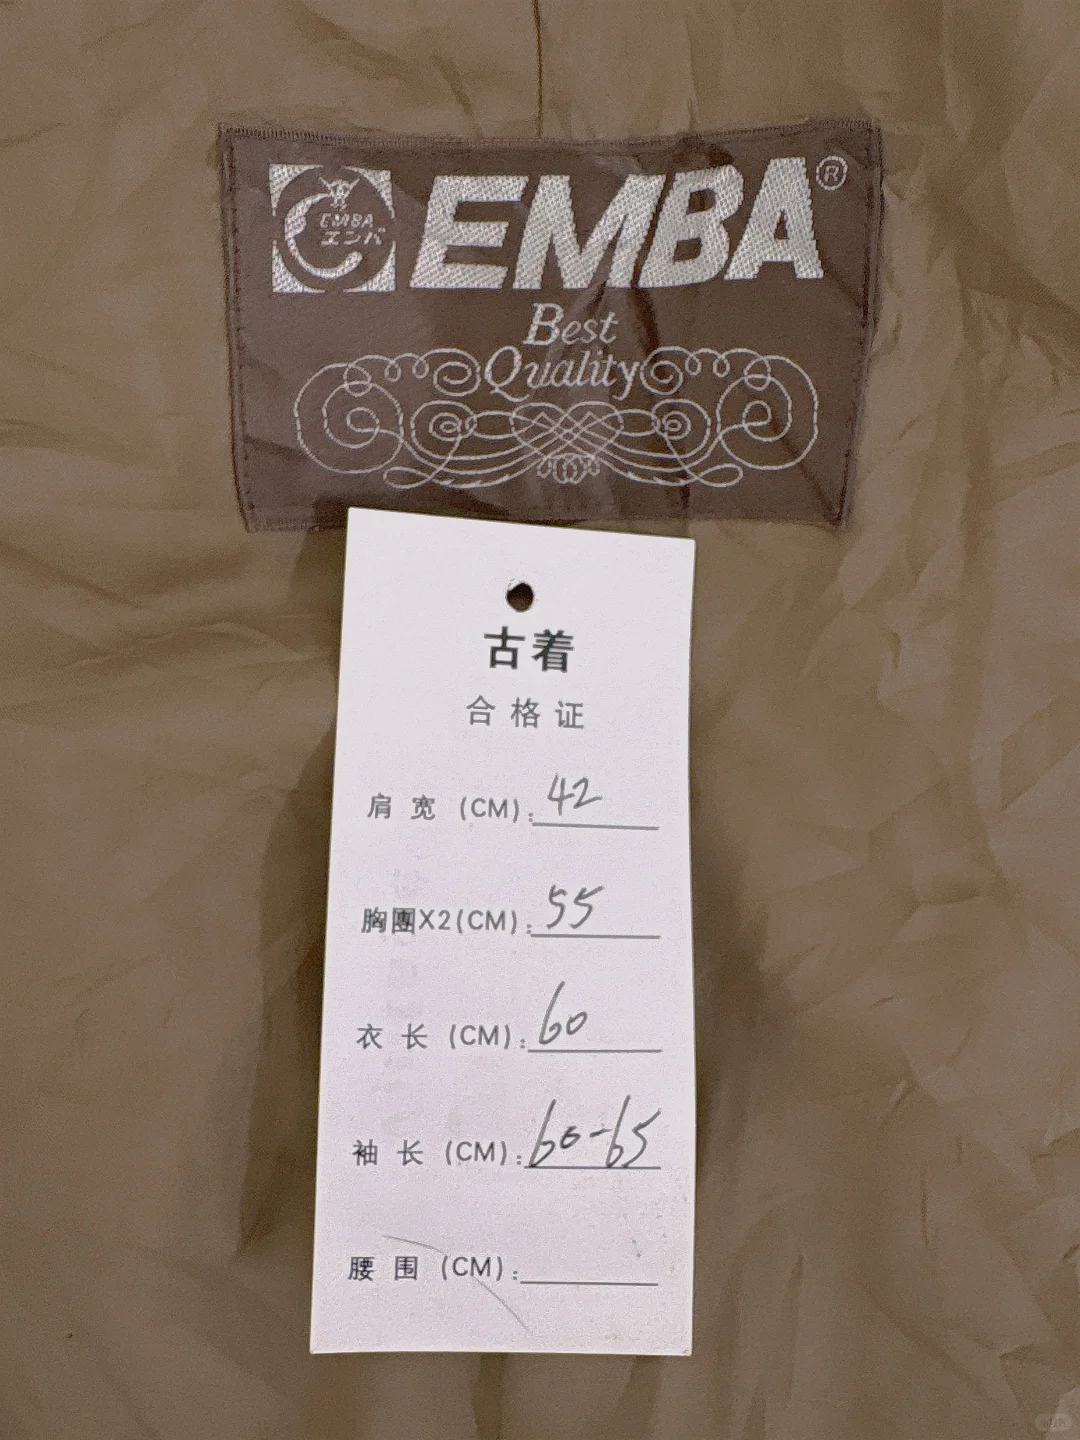 EMBA
エンバ
EMBA®
Best
Quality
古着
合格证
肩宽(CM):42
胸團X2(CM):55
衣长(CM):60
袖长(CM):60-65
腰围(CM):